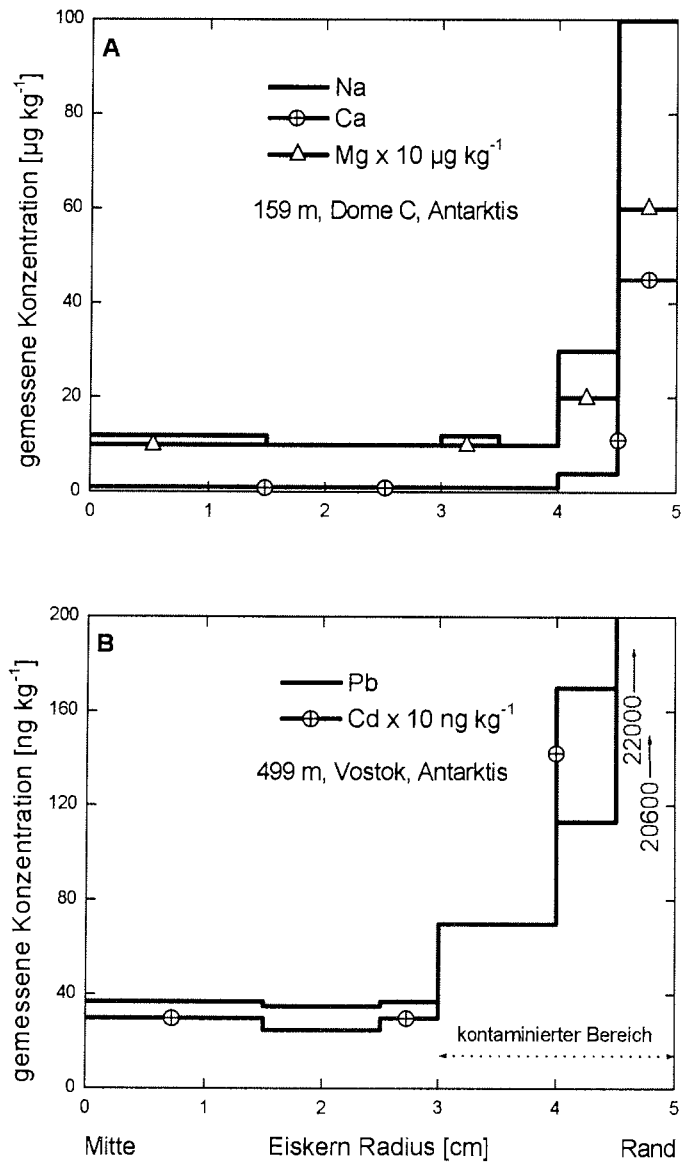 A
gemessene Konzentration [µg kg⁻¹]
100
80
60
40
20
0
Na
Ca
Mg x 10 µg kg⁻¹
159 m, Dome C, Antarktis
0 1 2 3 4 5
B
gemessene Konzentration [ng kg⁻¹]
200
160
120
80
40
0
Pb
Cd x 10 ng kg⁻¹
499 m, Vostok, Antarktis
22000
20600
kontaminierter Bereich
0 1 2 3 4 5
Mitte Eiskern Radius [cm] Rand